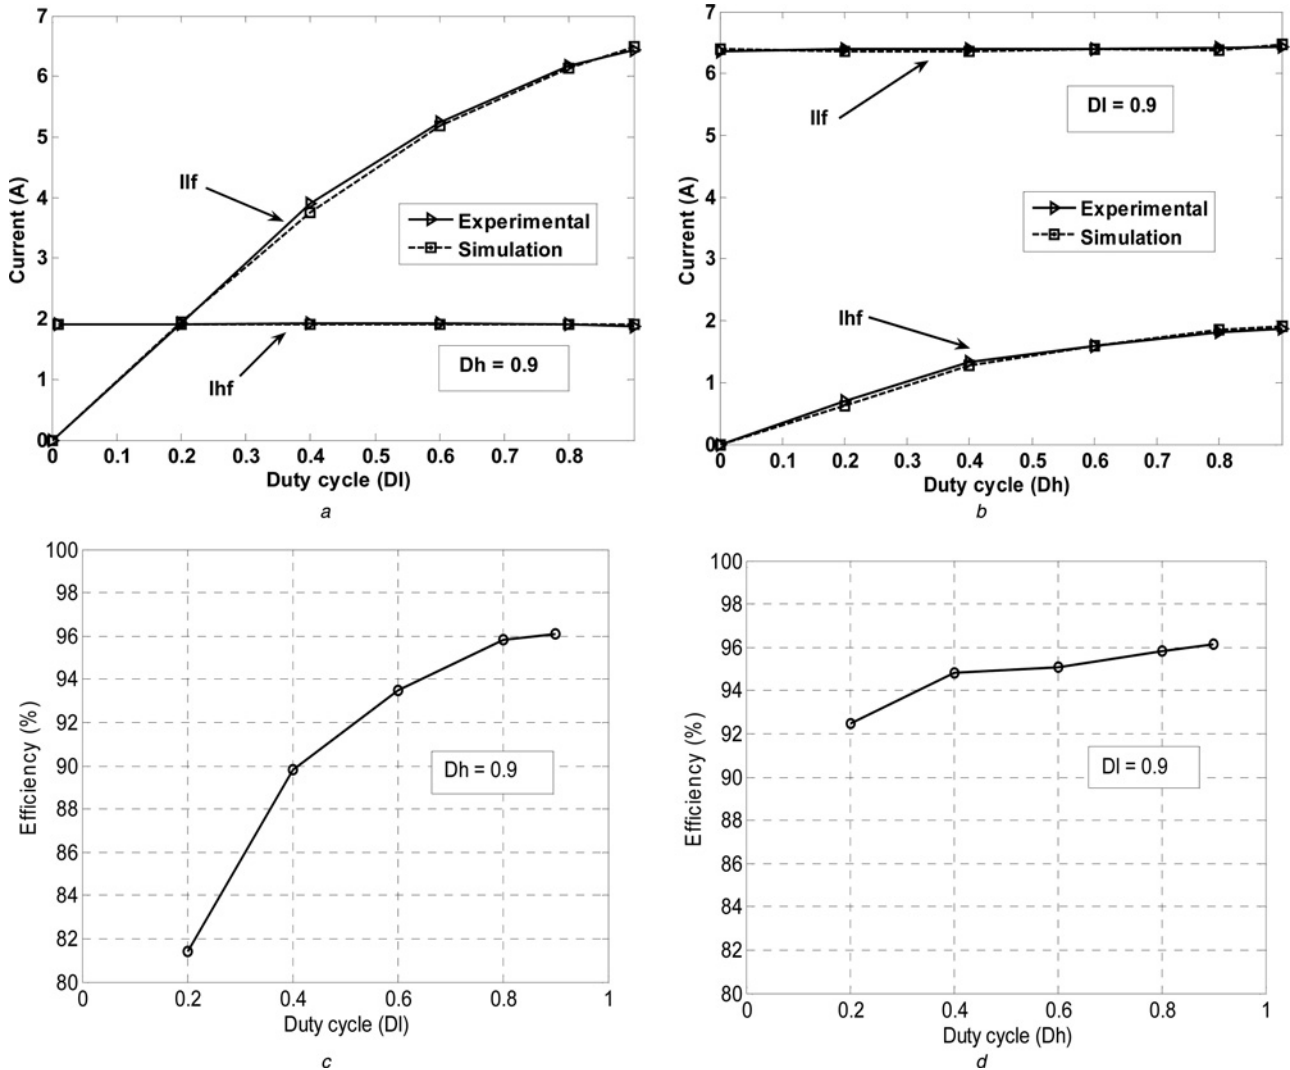 7
6
5
4
3
2
1
0
Current (A)
Ilf
Experimental
Simulation
Ihf
Dh = 0.9
0 0.1 0.2 0.3 0.4 0.5 0.6 0.7 0.8
Duty cycle (Dl)
a
7
6
5
4
3
2
1
0
Current (A)
Ilf
Dl = 0.9
Experimental
Simulation
Ihf
0 0.1 0.2 0.3 0.4 0.5 0.6 0.7 0.8
Duty cycle (Dh)
b
100
98
96
94
92
90
88
86
84
82
80
Efficiency (%)
Dh = 0.9
0 0.2 0.4 0.6 0.8 1
Duty cycle (Dl)
c
100
98
96
94
92
90
88
86
84
82
80
Efficiency (%)
Dl = 0.9
0 0.2 0.4 0.6 0.8 1
Duty cycle (Dh)
d